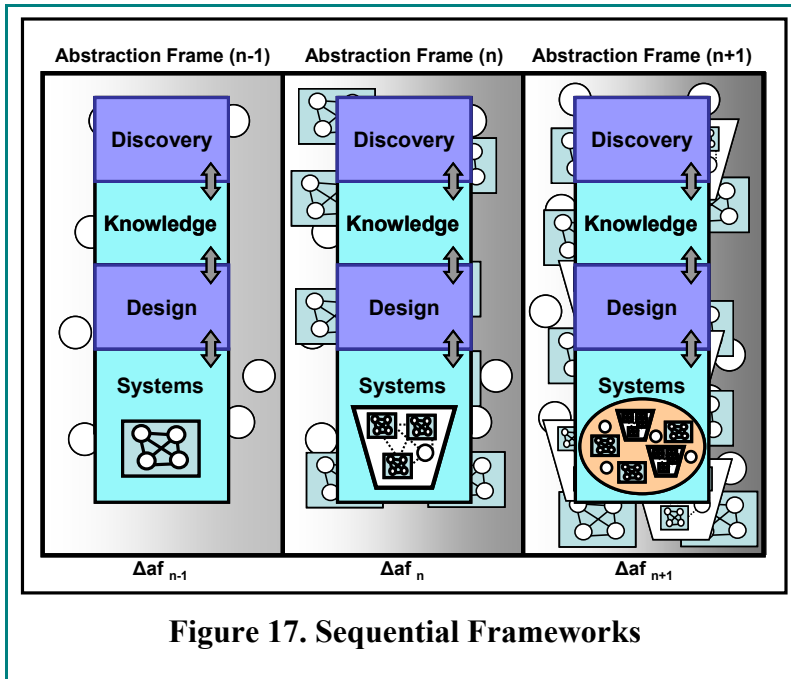 Abstraction Frame (n-1) Abstraction Frame (n) Abstraction Frame (n+1)
Discovery Discovery Discovery
Knowledge Knowledge Knowledge
Design Design Design
Systems Systems Systems
Δaf n-1 Δaf n Δaf n+1
Figure 17. Sequential Frameworks